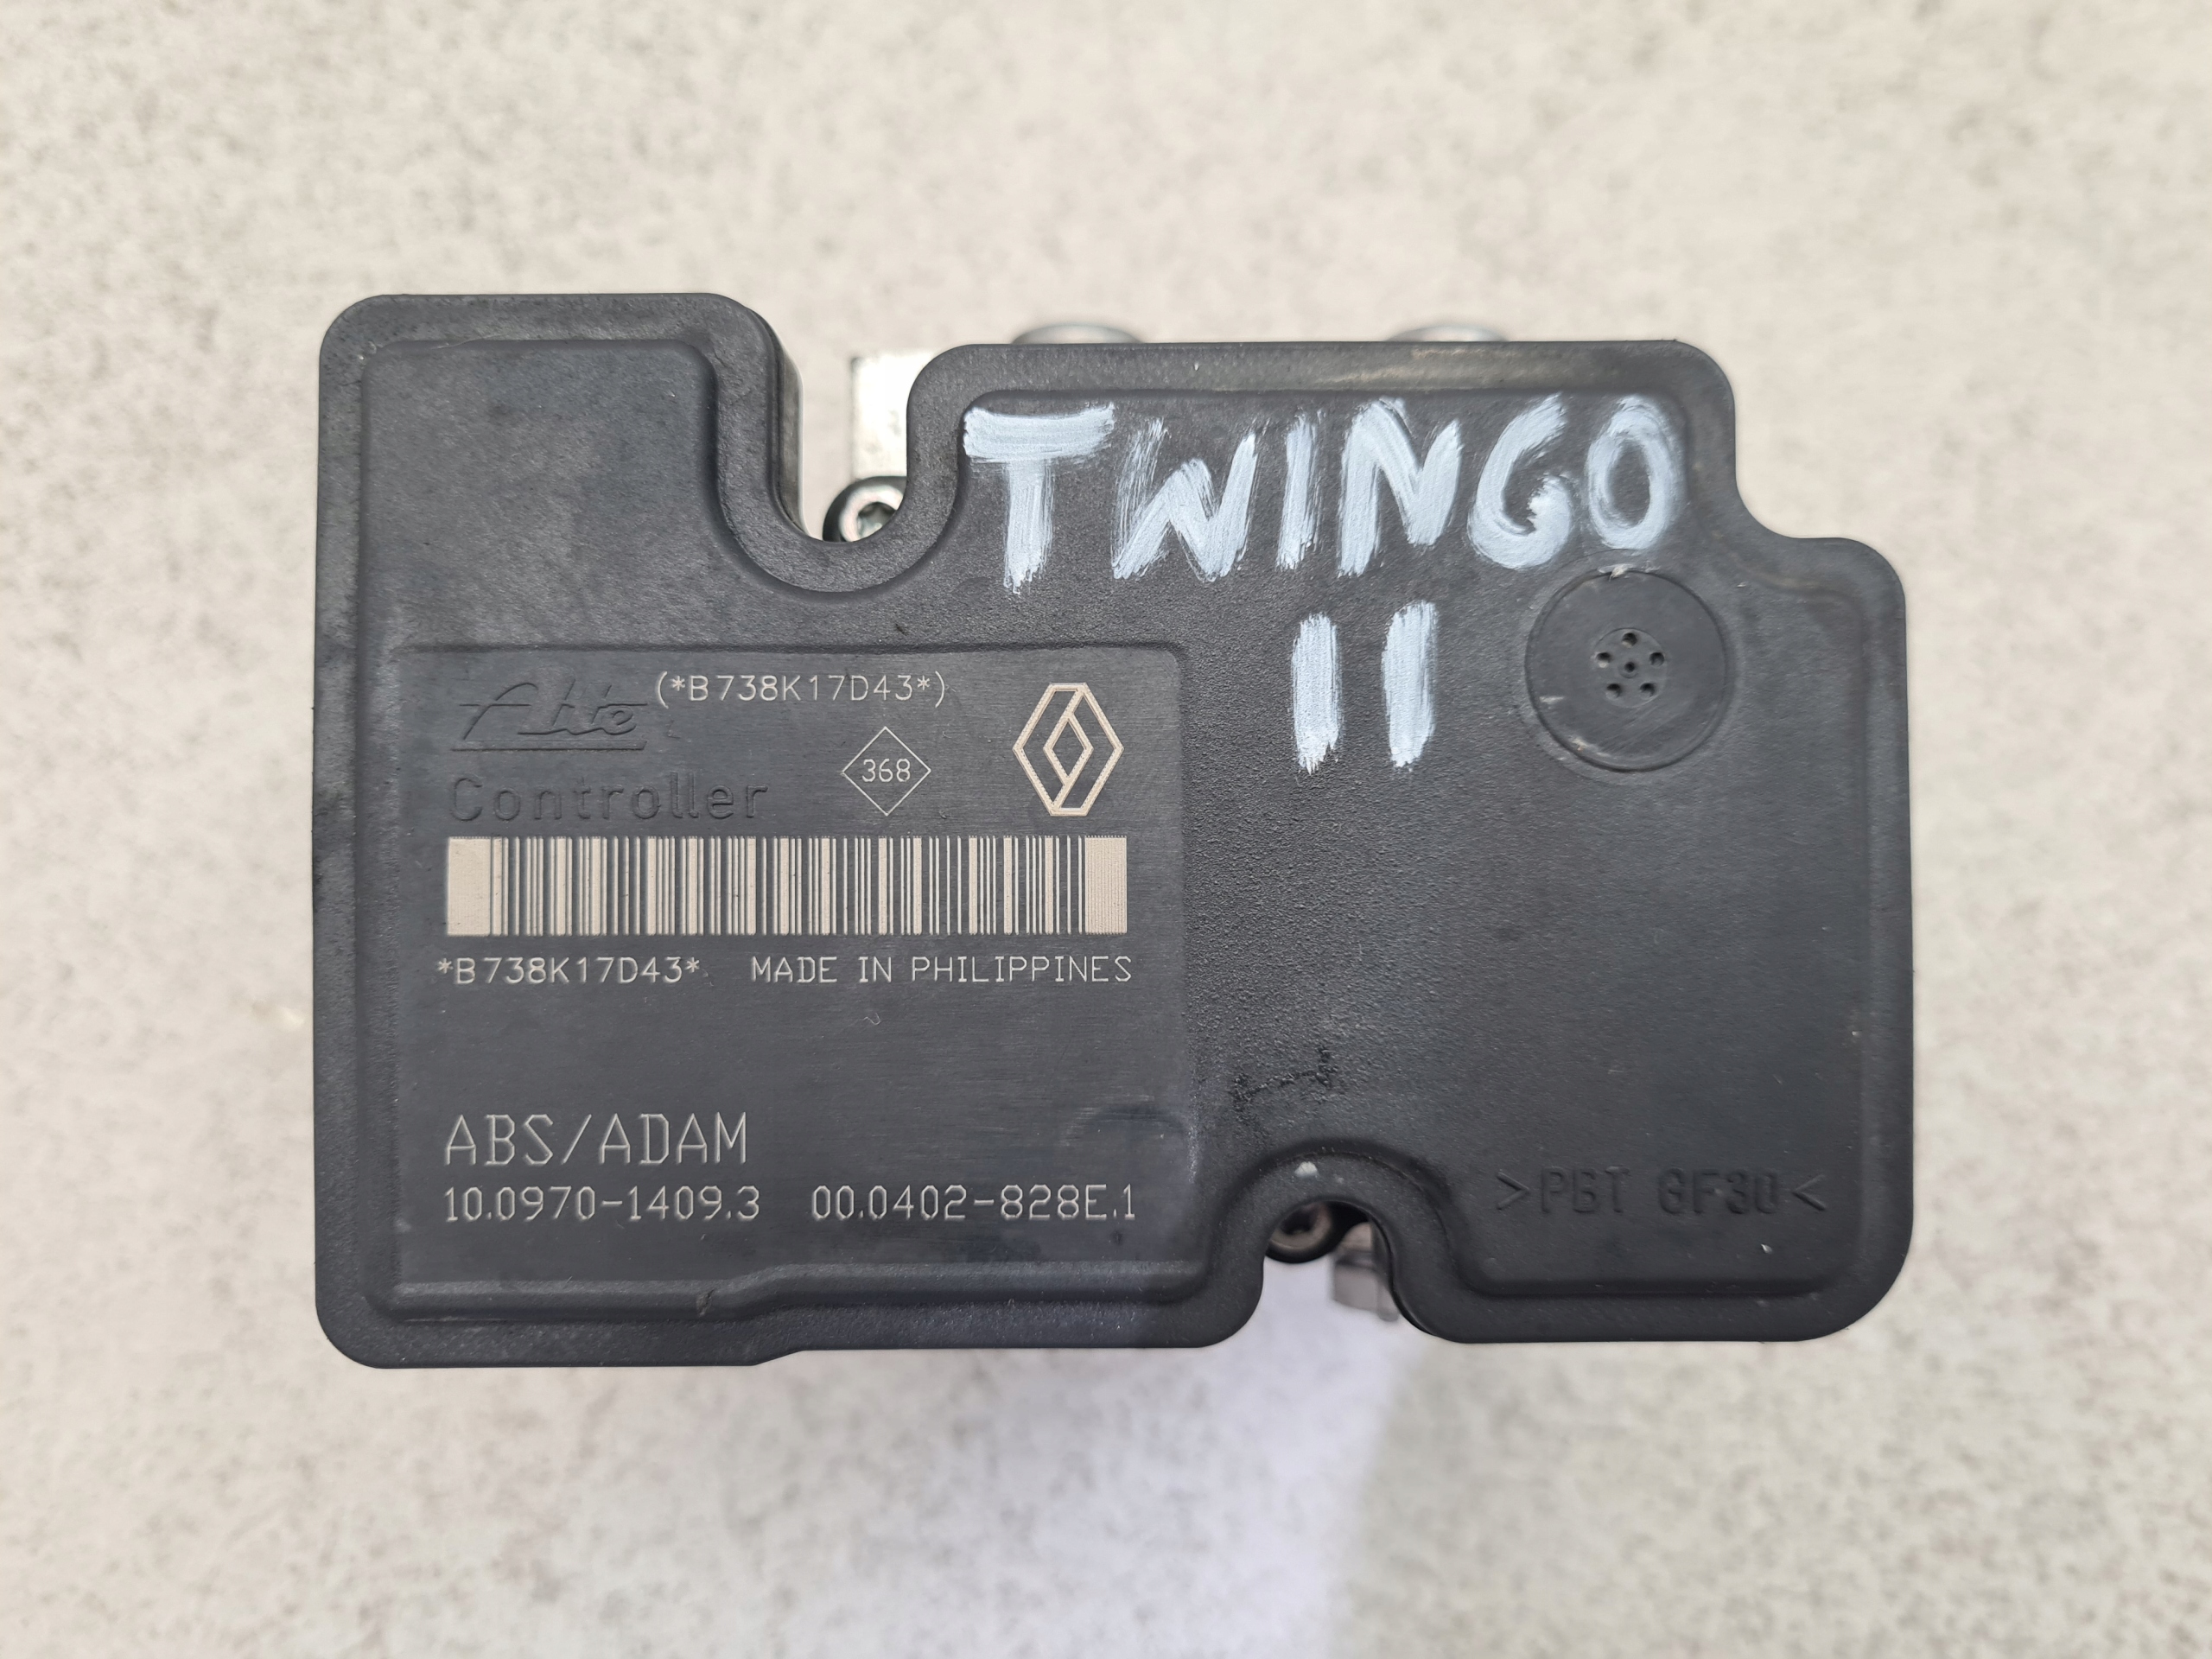 TWINGO
11
Ate
(*B738K17D43*)
368
Controller
*B738K17D43* MADE IN PHILIPPINES
ABS/ADAM
10.0970-1409.3 00.0402-828E.1
>PBT GF30<